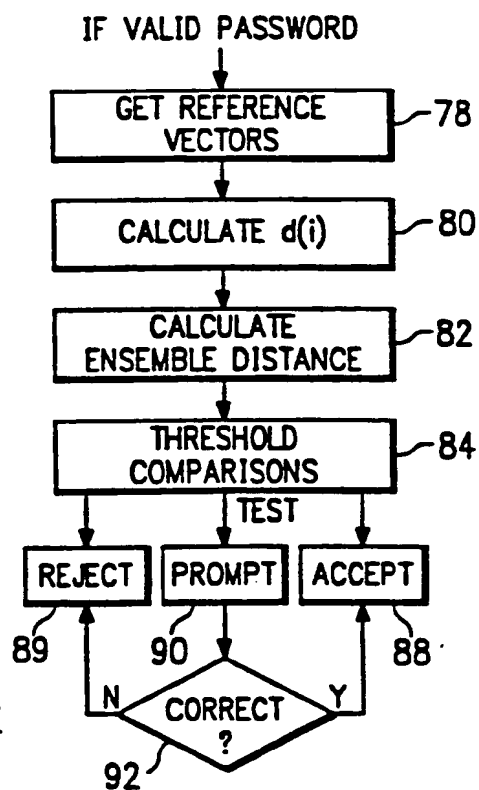 IF VALID PASSWORD
GET REFERENCE
VECTORS
78
CALCULATE d(i)
80
CALCULATE
ENSEMBLE DISTANCE
82
THRESHOLD
COMPARISONS
84
TEST
REJECT
PROMPT
ACCEPT
89
90
88
N
CORRECT
?
Y
92